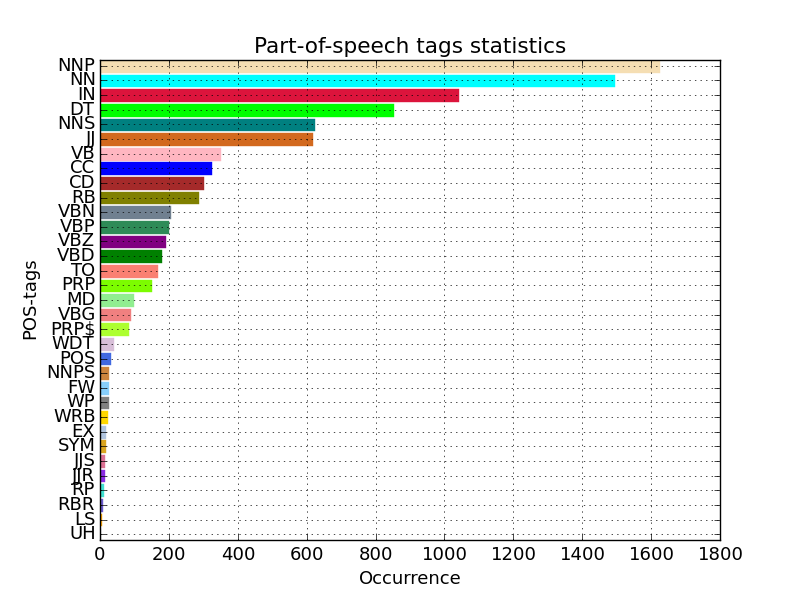 Part-of-speech tags statistics
NNP
NN
IN
DT
NNS
JJ
VB
CC
CD
RB
VBN
VBP
VBZ
VBD
TO
PRP
MD
VBG
PRP$
WDT
POS
NNPS
FW
WP
WRB
EX
SYM
JJS
JJR
RP
RBR
LS
UH
POS-tags
0 200 400 600 800 1000 1200 1400 1600 1800
Occurrence